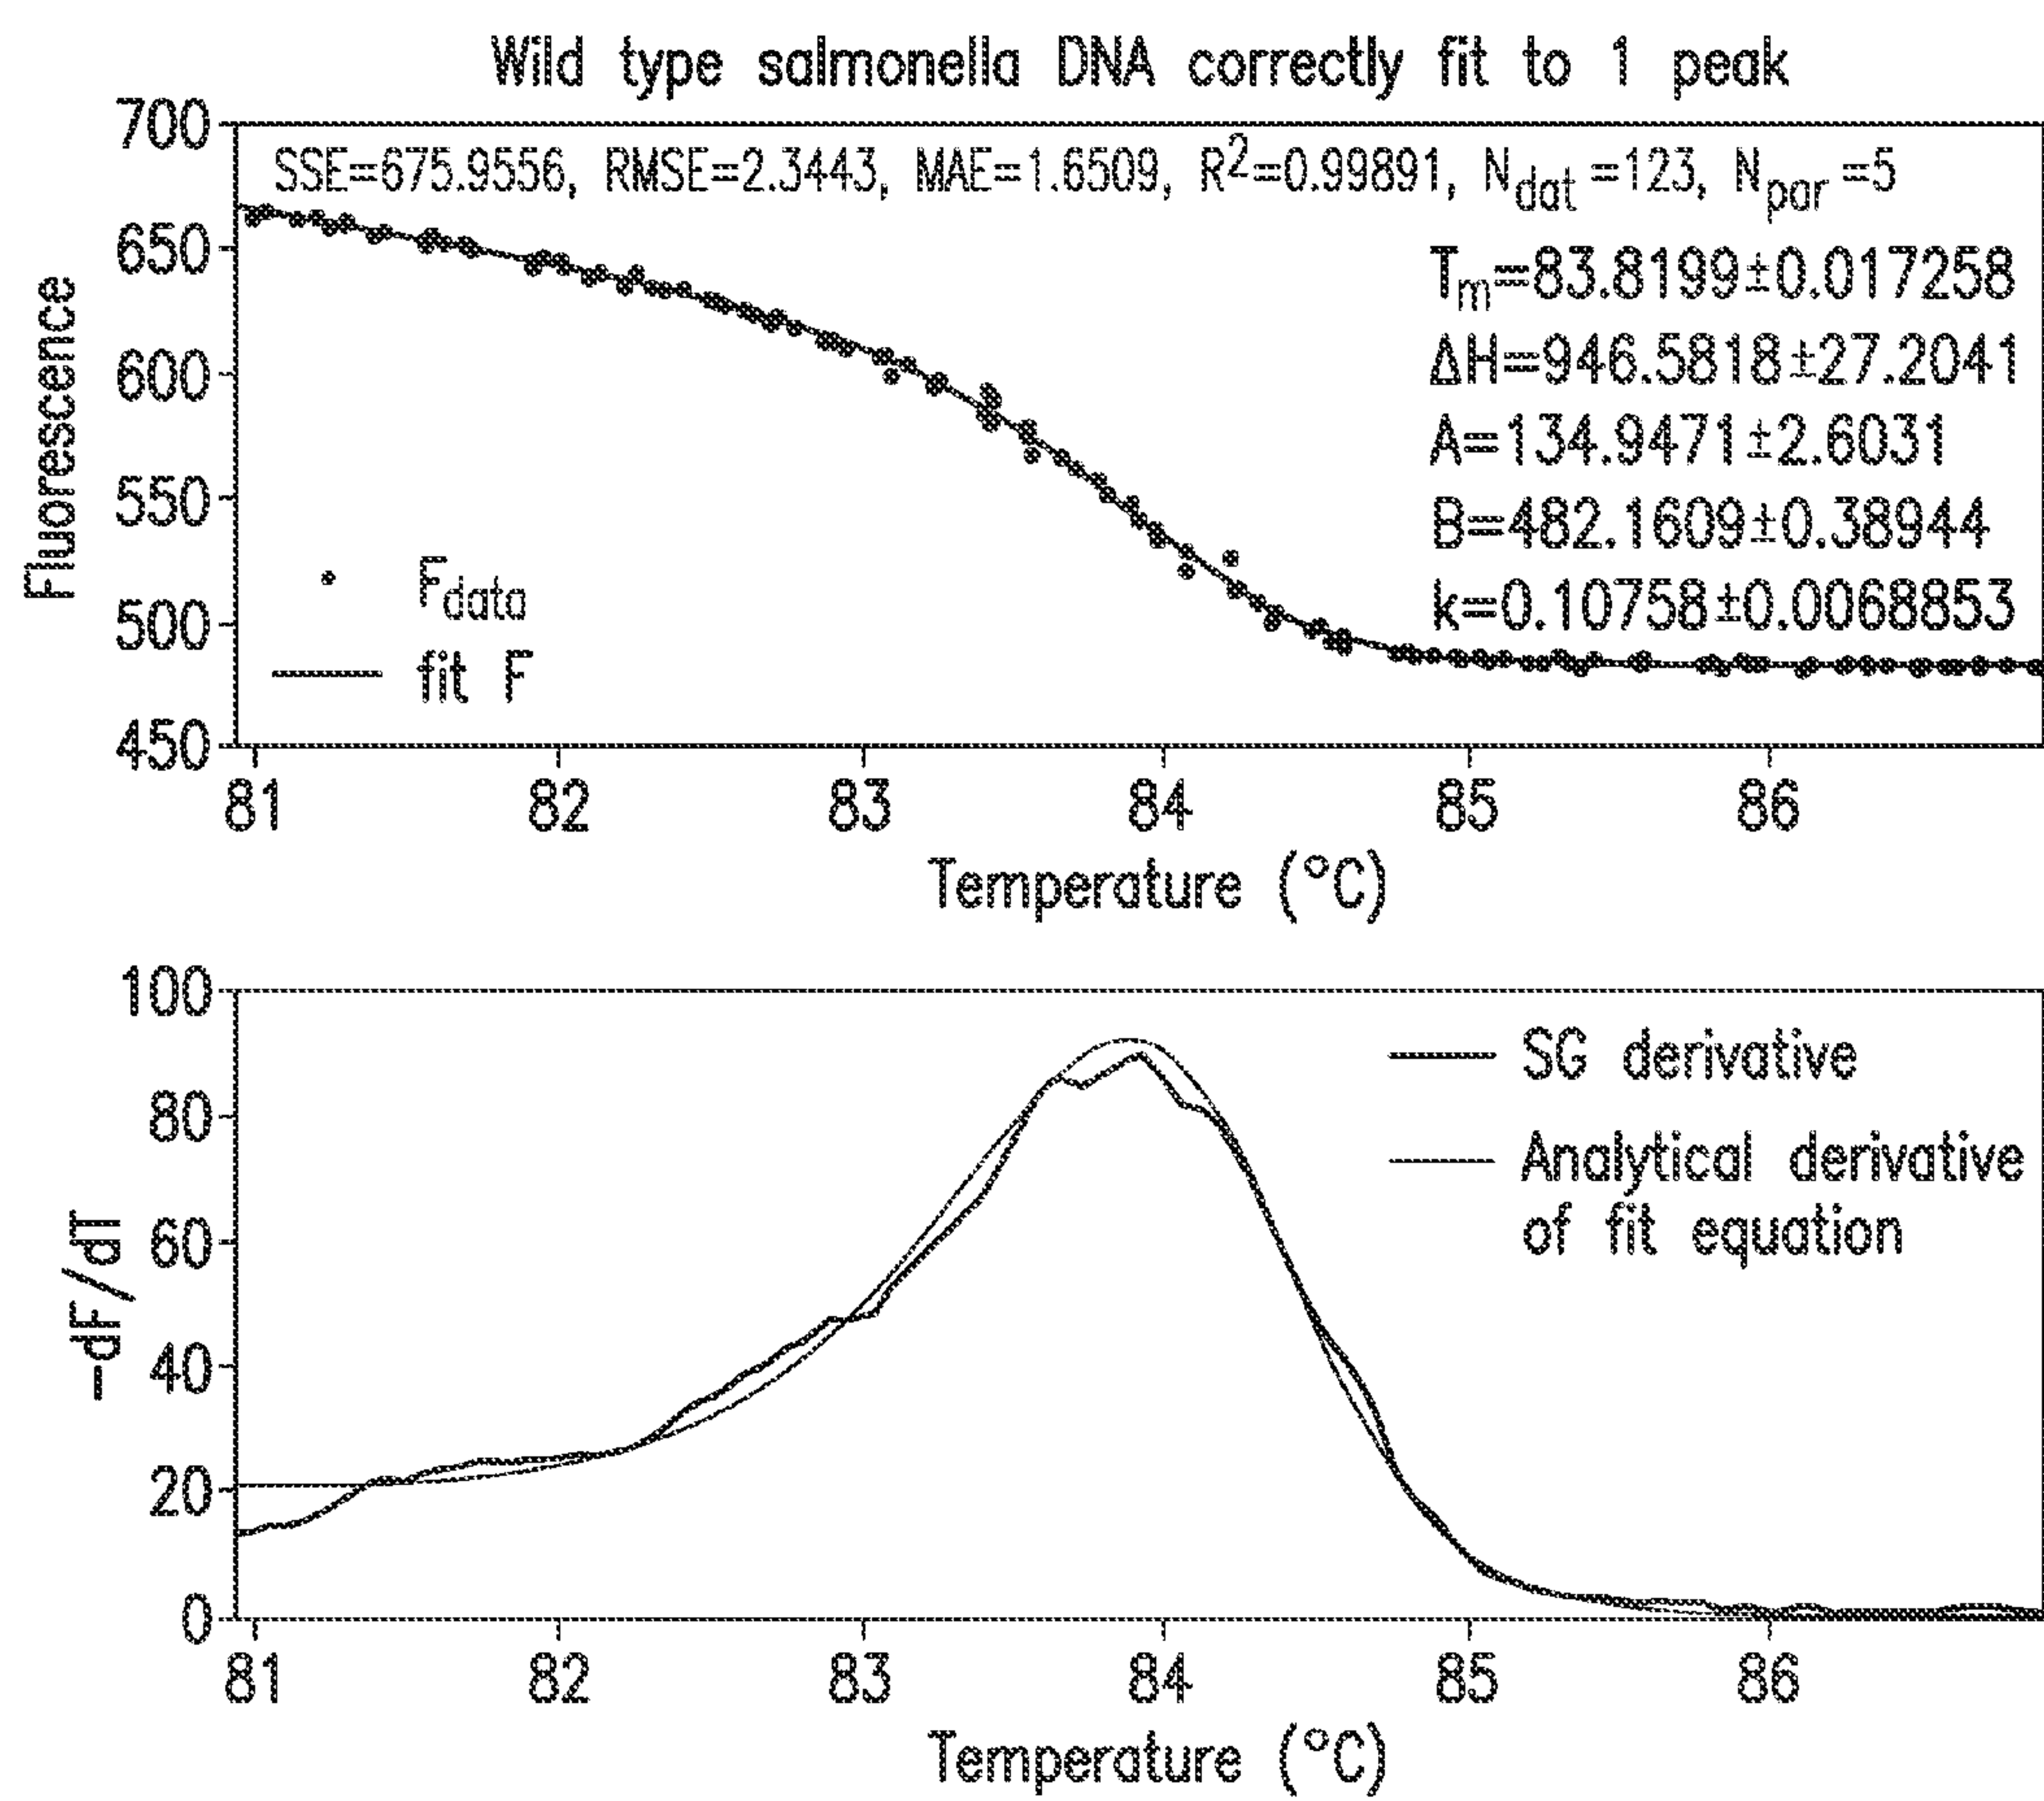 Wild type salmonella DNA correctly fit to 1 peak
700
SSE=675.9556, RMSE=2.3443, MAE=1.6509, R²=0.99891, N_dat=123, N_par=5
650
T_m=83.8199±0.017258
600
ΔH=946.5818±27.2041
A=134.9471±2.6031
550
B=482.1609±0.38944
500
k=0.10758±0.0068853
450
Fluorescence
F_data
fit F
81 82 83 84 85 86
Temperature (°C)
100
80
60
40
20
0
-dF/dT
SG derivative
Analytical derivative
of fit equation
81 82 83 84 85 86
Temperature (°C)